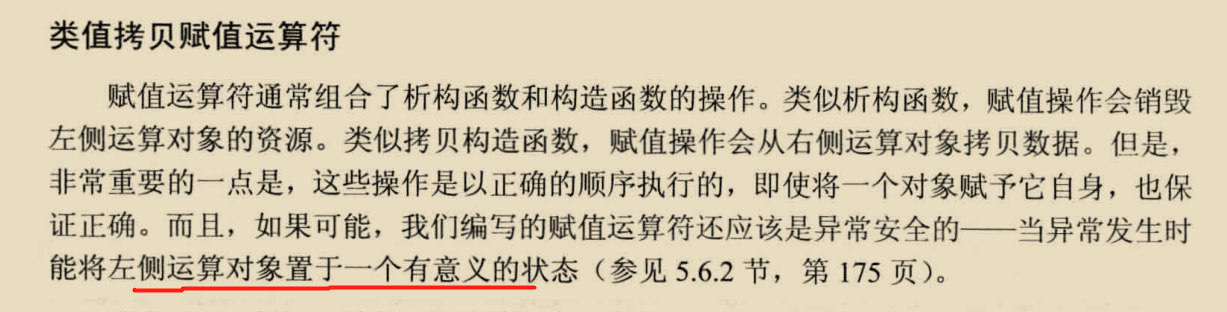 类值拷贝赋值运算符
赋值运算符通常组合了析构函数和构造函数的操作。类似析构函数，赋值操作会销毁
左侧运算对象的资源。类似拷贝构造函数，赋值操作会从右侧运算对象拷贝数据。但是，
非常重要的一点是，这些操作是以正确的顺序执行的，即使将一个对象赋予它自身，也保
证正确。而且，如果可能，我们编写的赋值运算符还应该是异常安全的——当异常发生时
能将左侧运算对象置于一个有意义的状态（参见 5.6.2 节，第 175 页）。